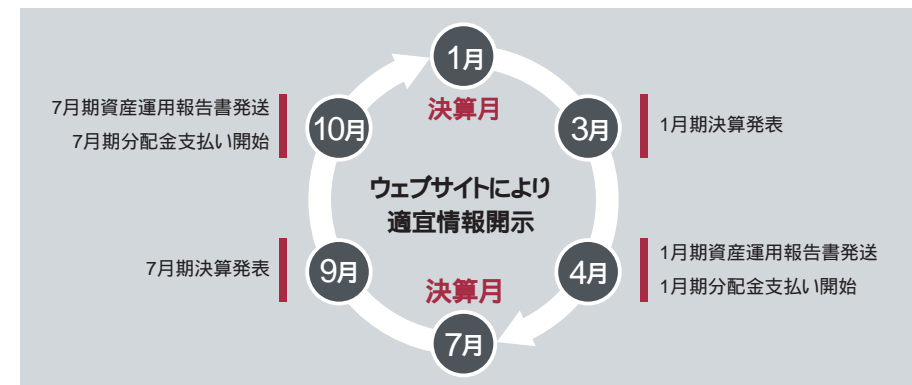 1月
決算月
3月
1月期決算発表
4月
1月期資産運用報告書発送
1月期分配金支払い開始
7月
決算月
9月
7月期決算発表
10月
7月期資産運用報告書発送
7月期分配金支払い開始
ウェブサイトにより
適宜情報開示